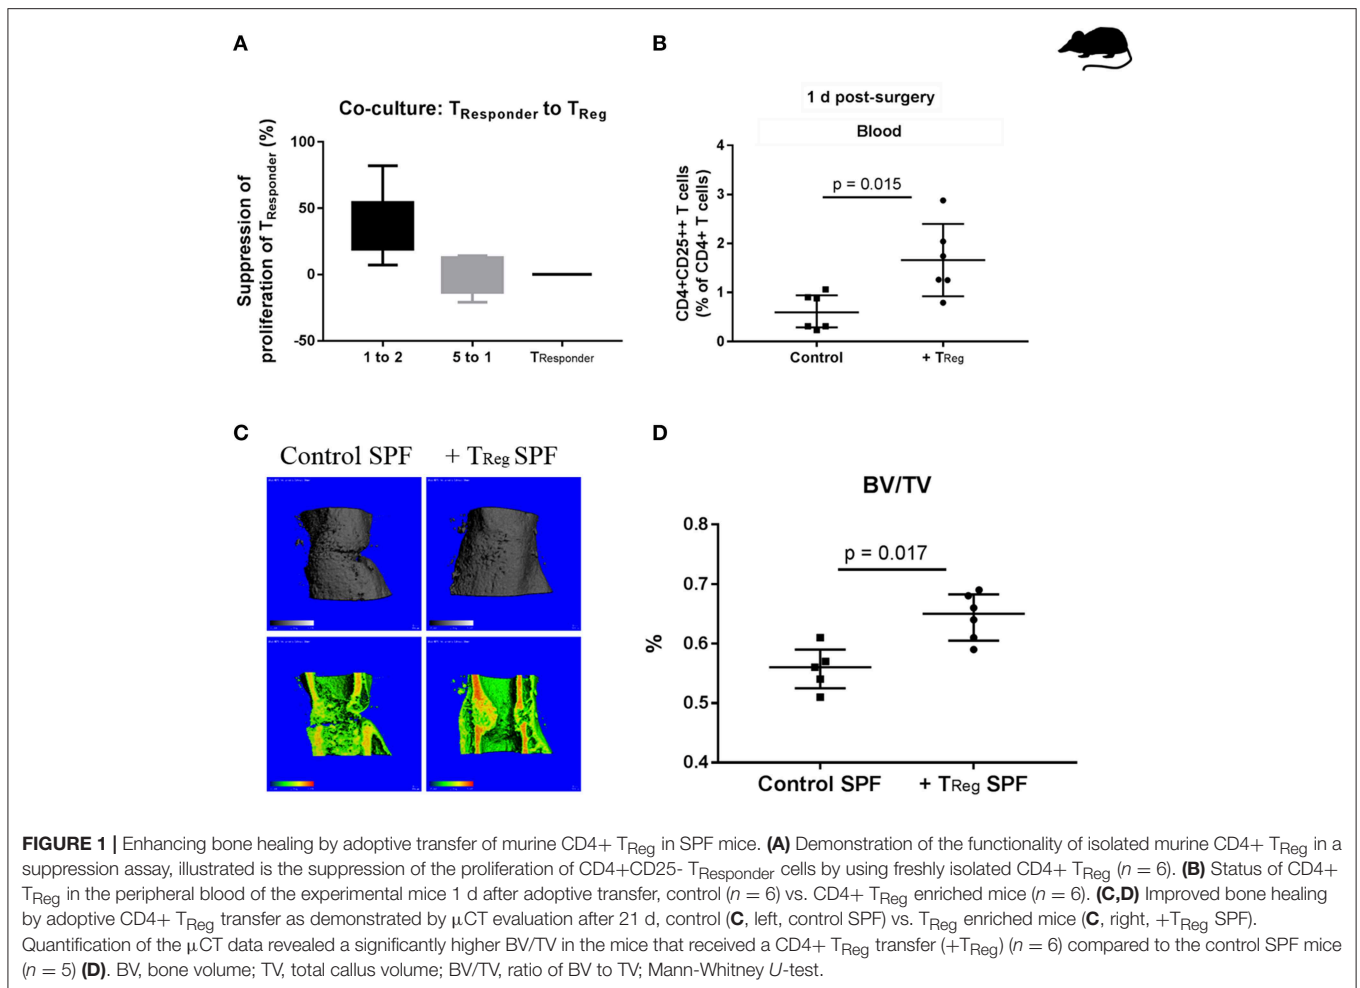 A
Co-culture: TResponder to TReg
Suppression of
proliferation of TResponder (%)
100
50
0
-50
1 to 2
5 to 1
TResponder
B
1 d post-surgery
Blood
CD4+CD25++ T cells
(% of CD4+ T cells)
4
3
2
1
0
p = 0.015
Control
+ TReg
C
Control SPF
+ TReg SPF
D
BV/TV
%
0.8
0.7
0.6
0.5
0.4
p = 0.017
Control SPF
+ TReg SPF
FIGURE 1 | Enhancing bone healing by adoptive transfer of murine CD4+ TReg in SPF mice. (A) Demonstration of the functionality of isolated murine CD4+ TReg in a
suppression assay, illustrated is the suppression of the proliferation of CD4+CD25- TResponder cells by using freshly isolated CD4+ TReg (n = 6). (B) Status of CD4+
TReg in the peripheral blood of the experimental mice 1 d after adoptive transfer, control (n = 6) vs. CD4+ TReg enriched mice (n = 6). (C,D) Improved bone healing
by adoptive CD4+ TReg transfer as demonstrated by μCT evaluation after 21 d, control (C, left, control SPF) vs. TReg enriched mice (C, right, +TReg SPF).
Quantification of the μCT data revealed a significantly higher BV/TV in the mice that received a CD4+ TReg transfer (+TReg) (n = 6) compared to the control SPF mice
(n = 5) (D). BV, bone volume; TV, total callus volume; BV/TV, ratio of BV to TV; Mann-Whitney U-test.